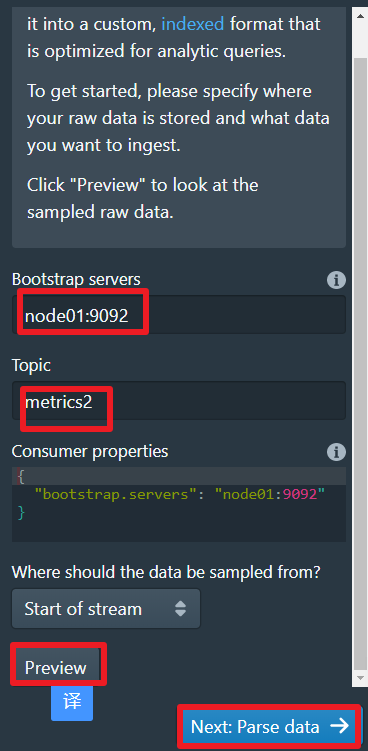 it into a custom, indexed format that
is optimized for analytic queries.
To get started, please specify where
your raw data is stored and what data
you want to ingest.
Click "Preview" to look at the
sampled raw data.
Bootstrap servers
node01:9092
Topic
metrics2
Consumer properties
{
"bootstrap.servers": "node01:9092"
}
Where should the data be sampled from?
Start of stream
Preview
译
Next: Parse data